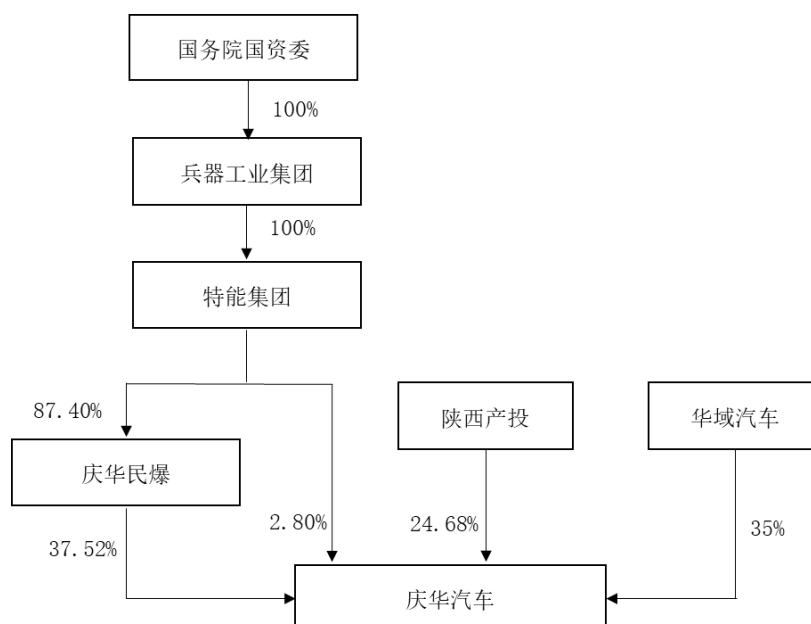 国务院国资委
100%
兵器工业集团
100%
特能集团
87.40%
陕西产投
华域汽车
庆华民爆
37.52%
2.80%
24.68%
35%
庆华汽车